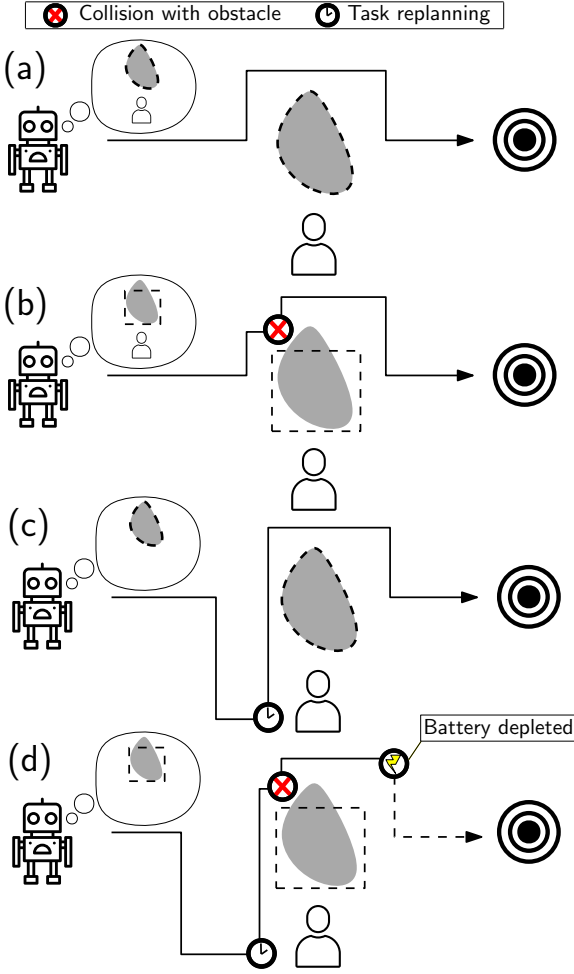 Collision with obstacle Task replanning
(a)
(b)
(c)
(d)
Battery depleted